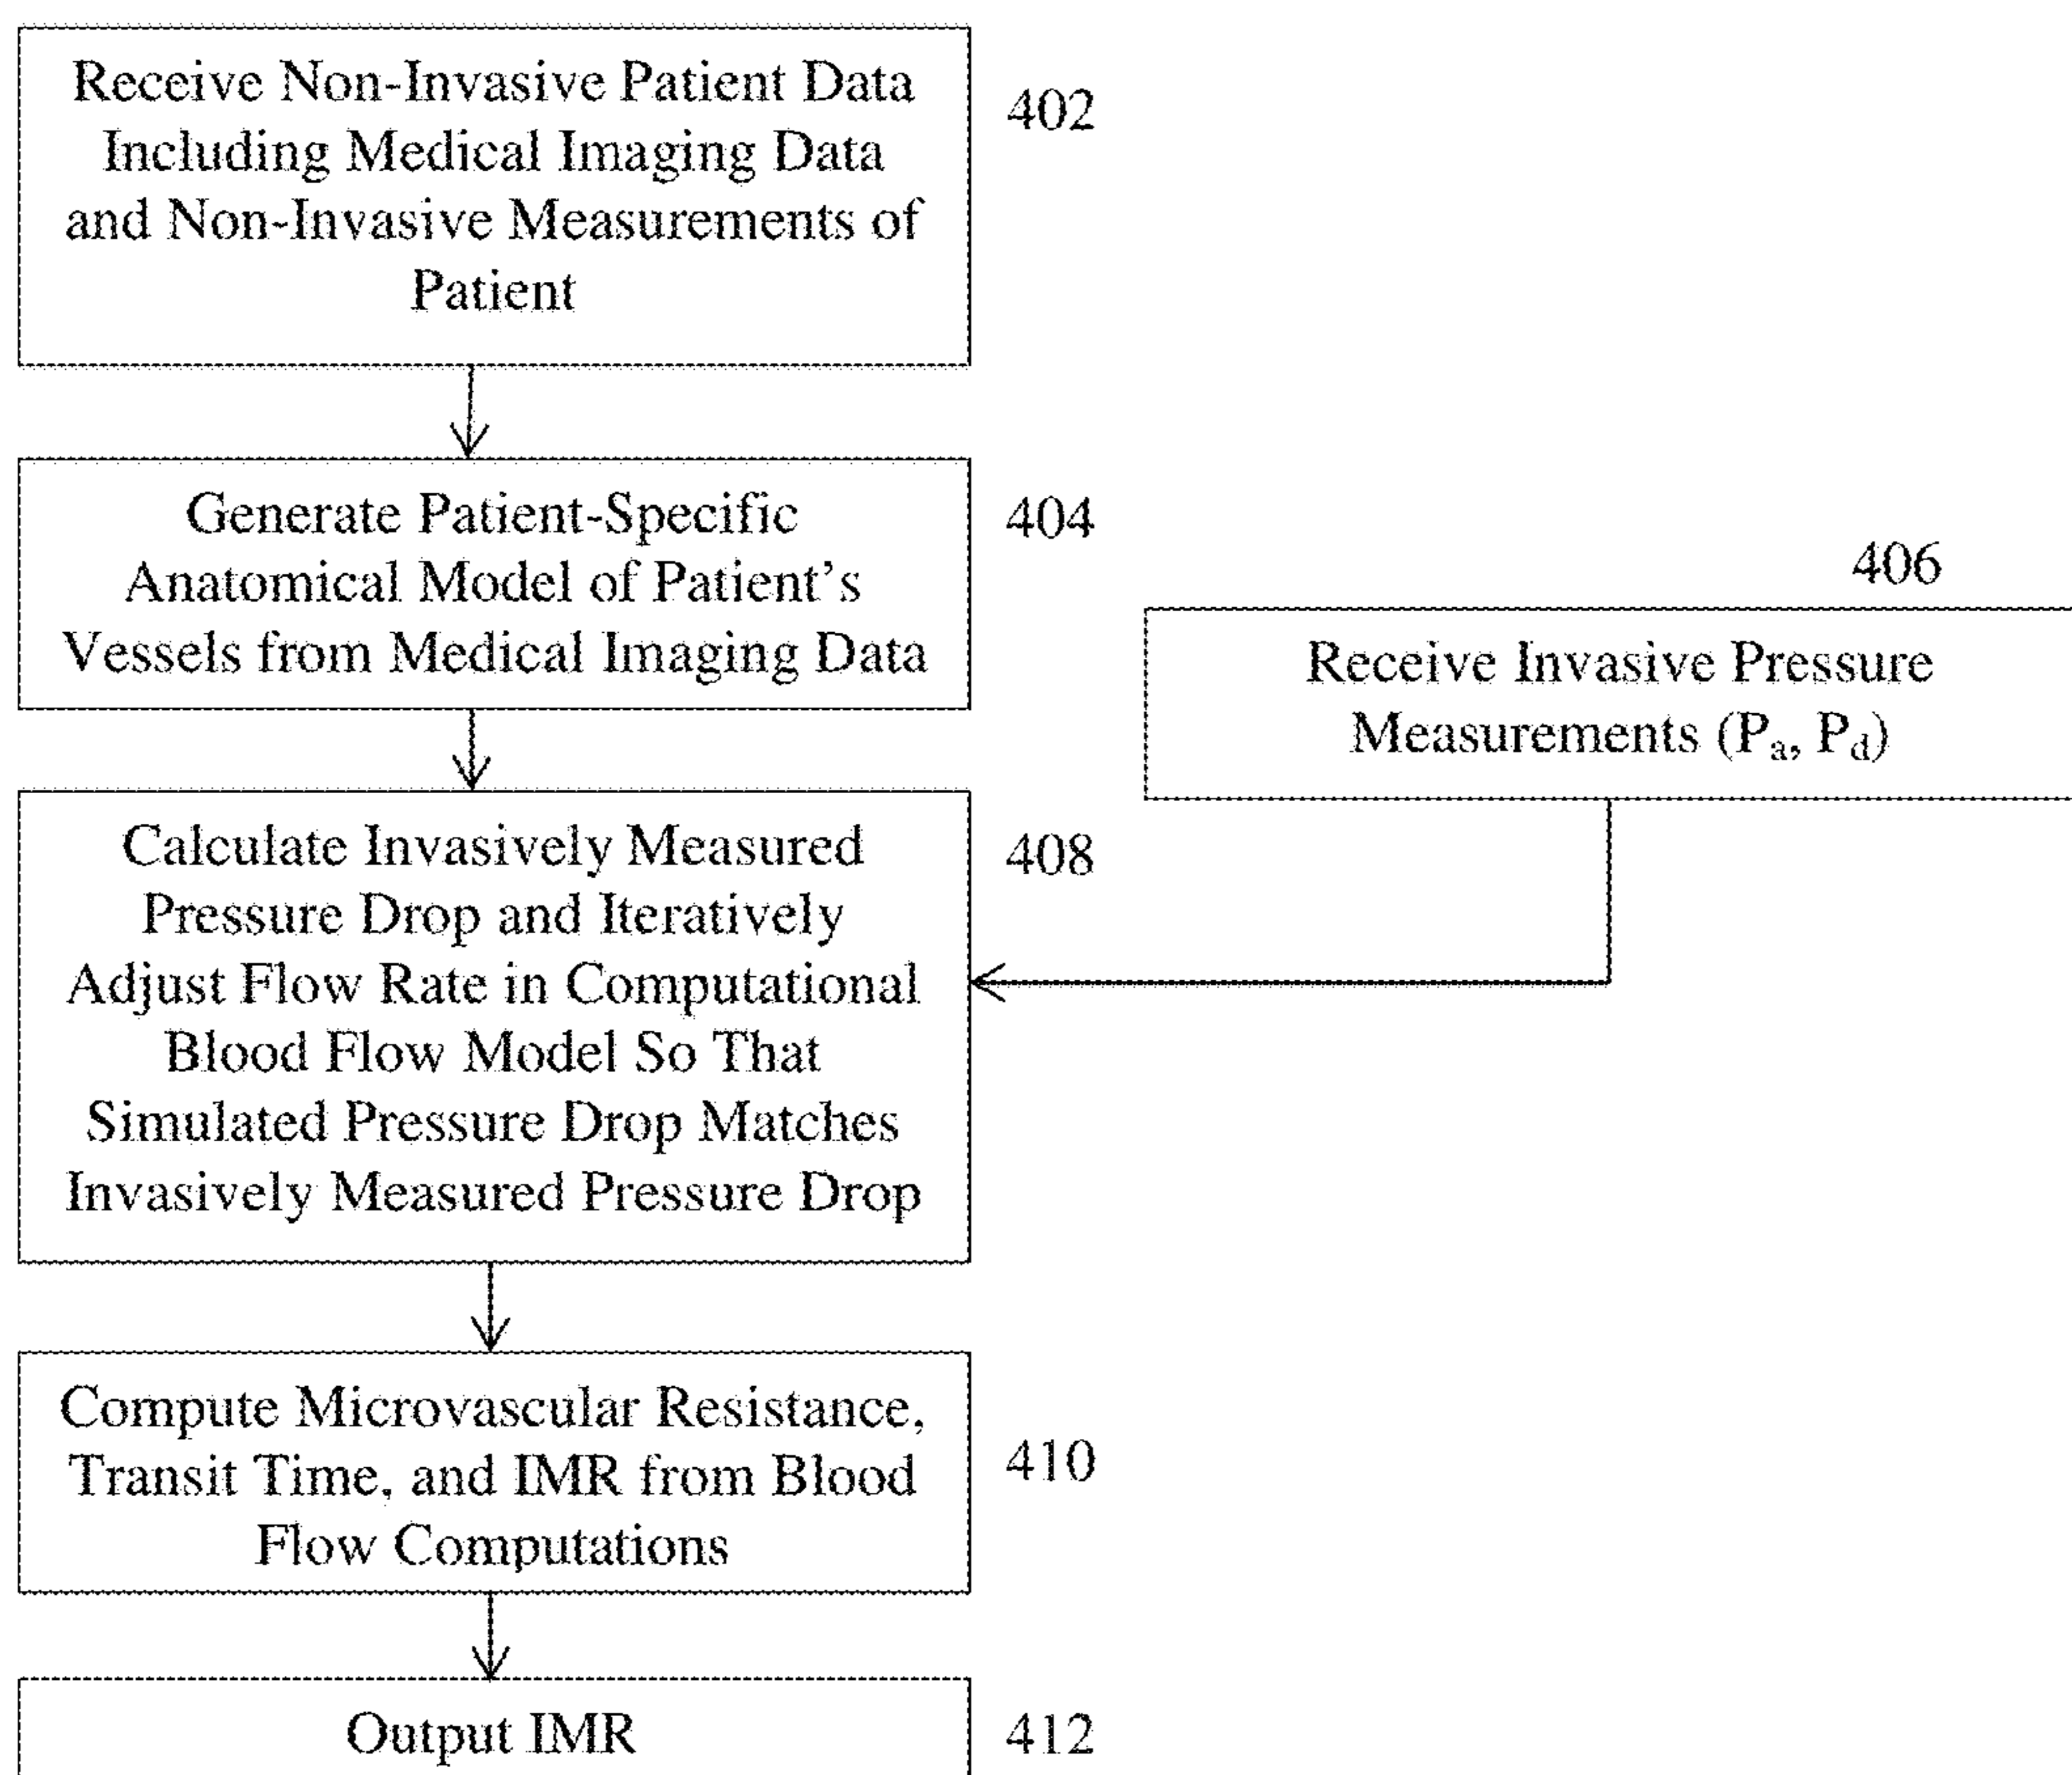 Receive Non-Invasive Patient Data
Including Medical Imaging Data
and Non-Invasive Measurements of
Patient
402
Generate Patient-Specific
Anatomical Model of Patient's
Vessels from Medical Imaging Data
404
406
Receive Invasive Pressure
Measurements (Pa, Pd)
Calculate Invasively Measured
Pressure Drop and Iteratively
Adjust Flow Rate in Computational
Blood Flow Model So That
Simulated Pressure Drop Matches
Invasively Measured Pressure Drop
408
Compute Microvascular Resistance,
Transit Time, and IMR from Blood
Flow Computations
410
Output IMR
412